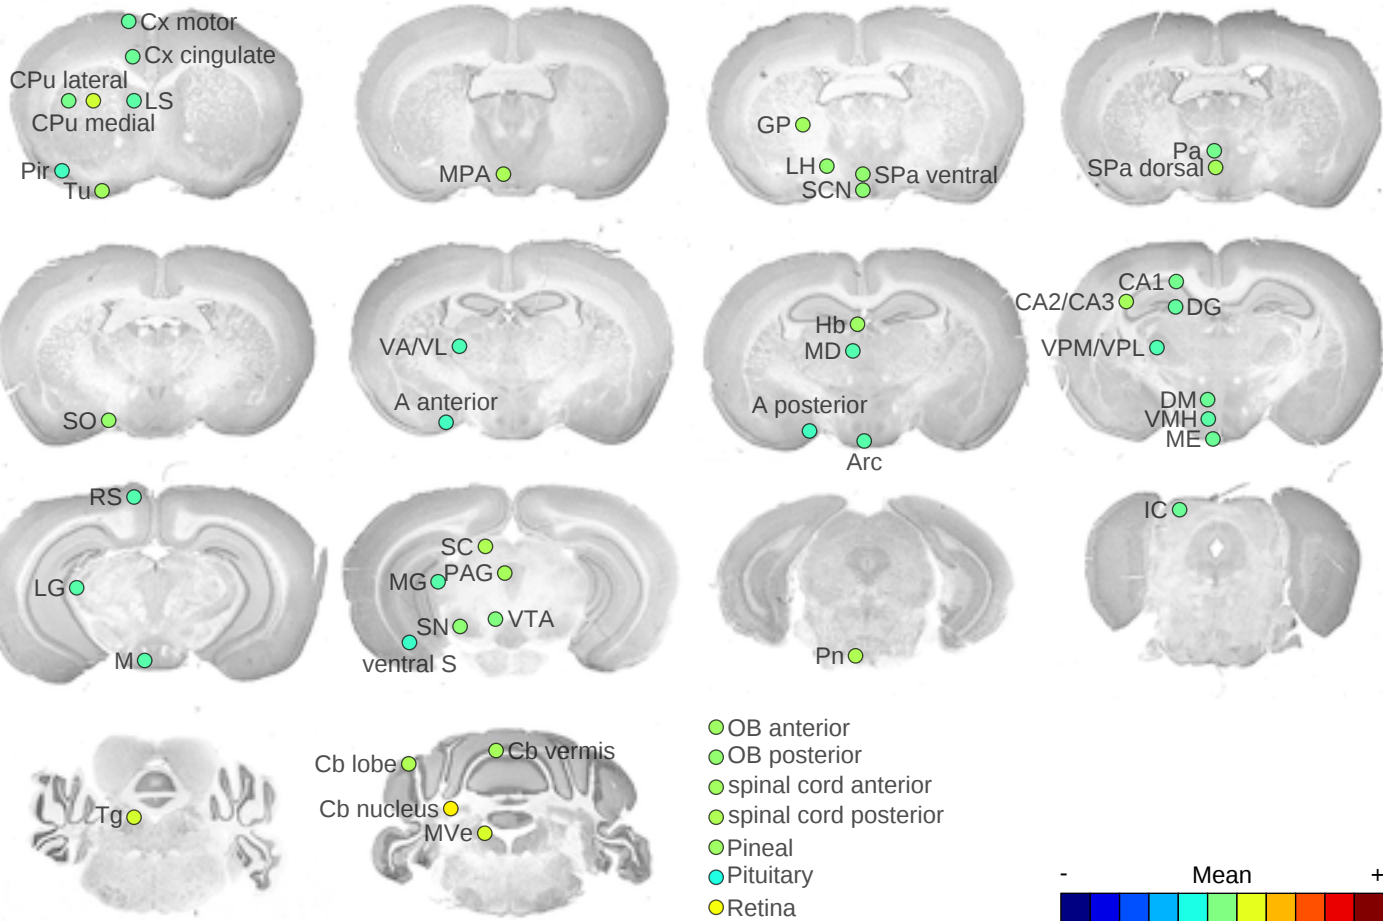 Cx motor
Cx cingulate
CPu lateral
LS
CPu medial
Pir
Tu
MPA
GP
LH
SPa ventral
SCN
Pa
SPa dorsal
SO
VA/VL
A anterior
Hb
MD
A posterior
Arc
CA1
CA2/CA3
DG
VPM/VPL
DM
VMH
ME
RS
LG
M
SC
PAG
MG
SN
VTA
ventral S
Pn
IC
Tg
Cb lobe
Cb vermis
Cb nucleus
MVe
OB anterior
OB posterior
spinal cord anterior
spinal cord posterior
Pineal
Pituitary
Retina
- Mean +